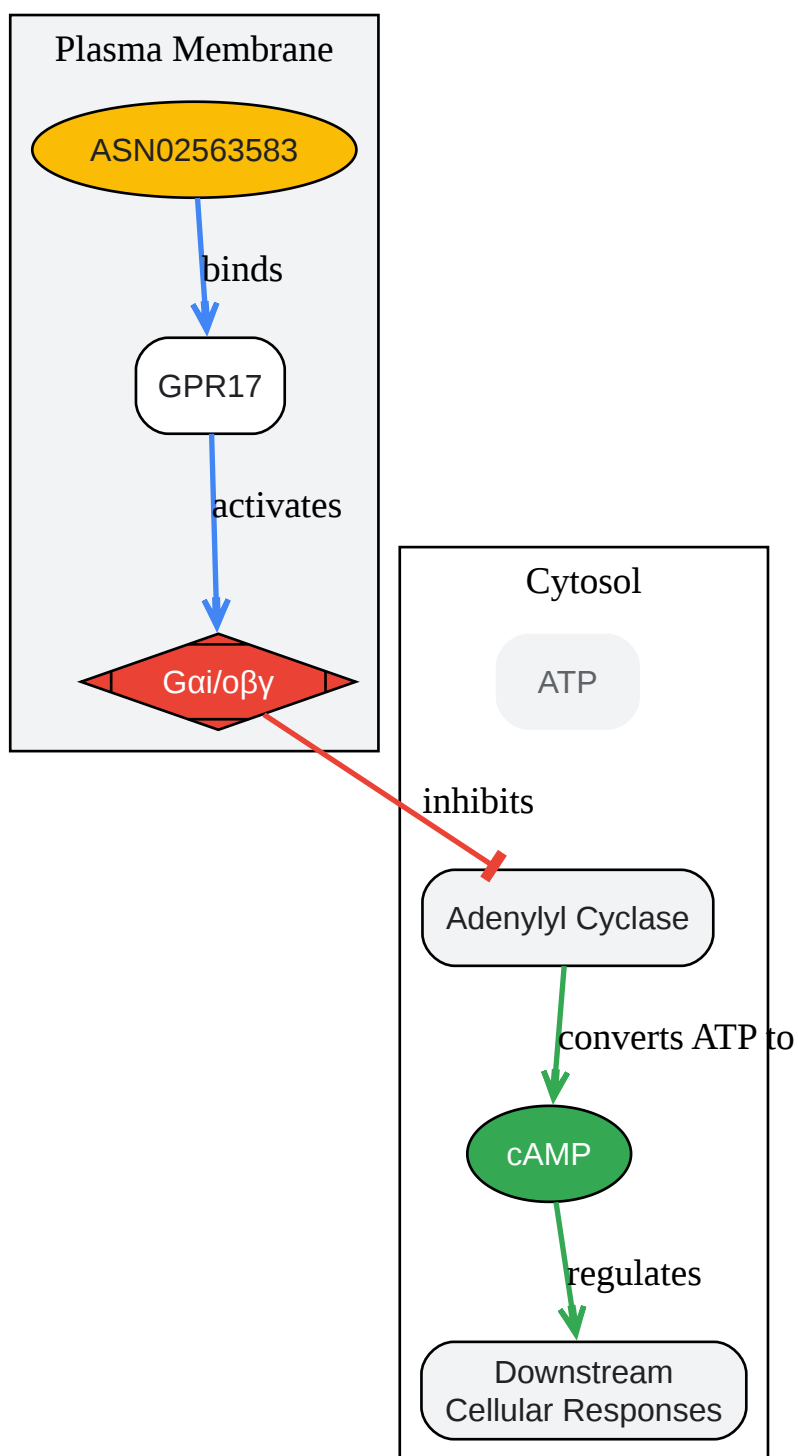 Plasma Membrane
ASN02563583
binds
GPR17
activates
Gαi/oβγ
Cytosol
ATP
inhibits
Adenylyl Cyclase
converts ATP to
cAMP
regulates
Downstream
Cellular Responses